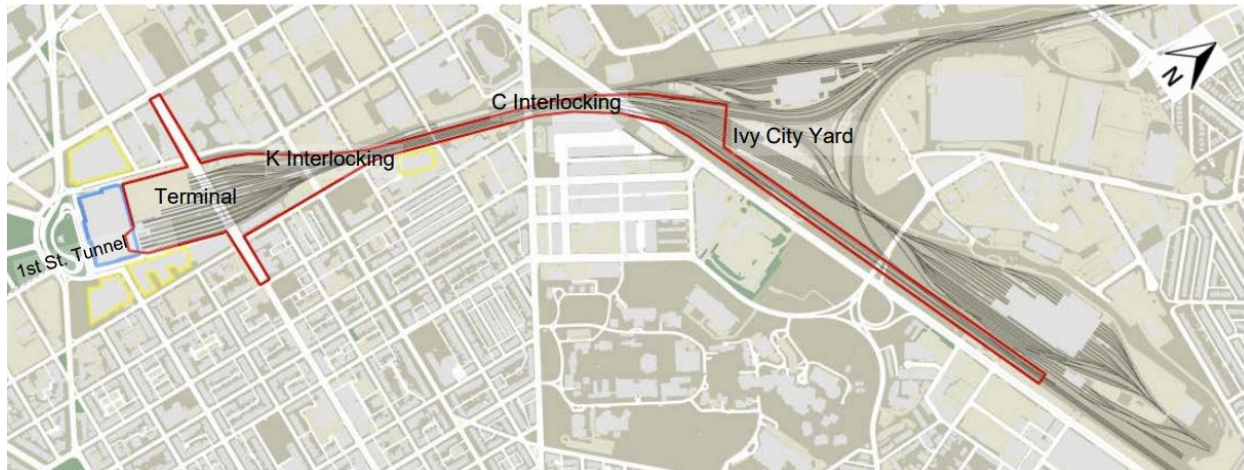 C Interlocking
Ivy City Yard
K Interlocking
Terminal
1st St. Tunnel
N